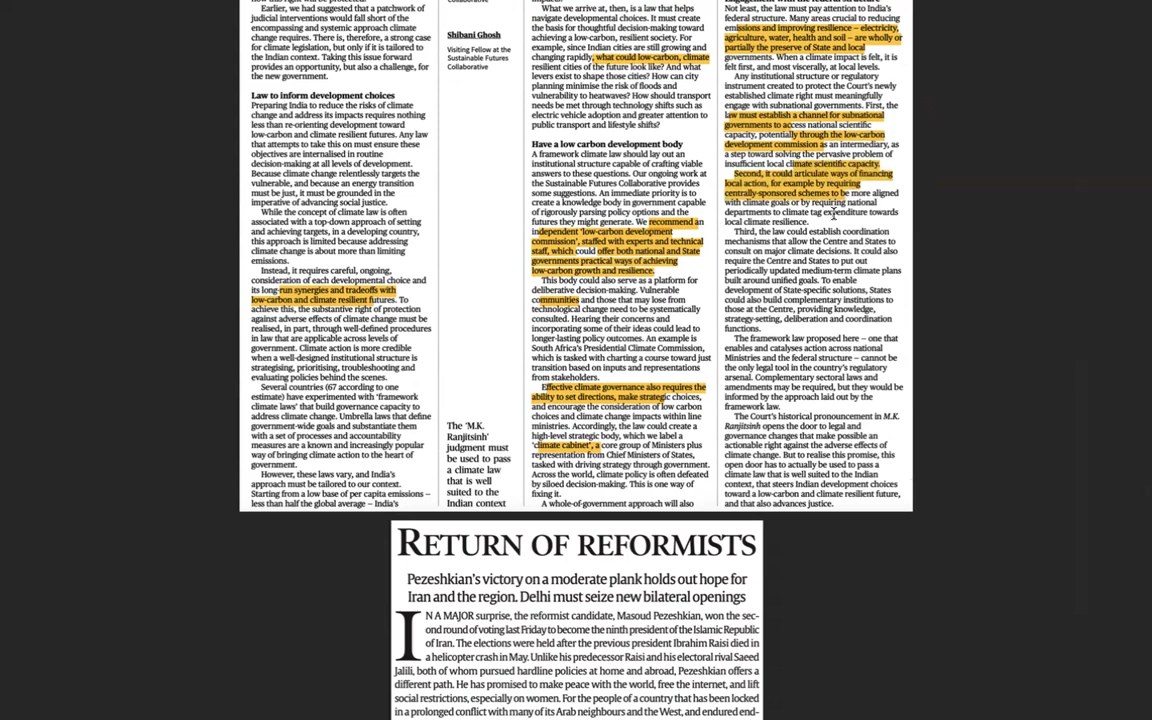 how this right will be protected.
Earlier, we had suggested that a patchwork of
judicial interventions would fall short of the
encompassing and systemic approach climate
change requires. There is, therefore, a strong case
for climate legislation, but only if it is tailored to
the Indian context. Taking this issue forward
provides an opportunity, but also a challenge, for
the new government.
Law to inform development choices
Preparing India to reduce the risks of climate
change and address its impacts requires nothing
less than re-orienting development toward
low-carbon and climate resilient futures. Any law
that attempts to take this on must ensure these
objectives are internalised in routine
decision-making at all levels of development.
Because climate change relentlessly targets the
vulnerable, and because an energy transition
must be just, it must be grounded in the
imperative of advancing social justice.
While the concept of climate law is often
associated with a top-down approach of setting
and achieving targets, in a developing country,
this approach is limited because addressing
climate change is about more than limiting
emissions.
Instead, it requires careful, ongoing,
consideration of each developmental choice and
its long-run synergies and tradeoffs with
low-carbon and climate resilient futures. To
achieve this, the substantive right of protection
against adverse effects of climate change must be
realised, in part, through well-defined procedures
in law that are applicable across levels of
government. Climate action is more credible
when a well-designed institutional structure is
strategising, prioritising, troubleshooting and
evaluating policies behind the scenes.
Several countries (67 according to one
estimate) have experimented with ‘framework
climate laws’ that build governance capacity to
address climate change. Umbrella laws that define
government-wide goals and substantiate them
with a set of processes and accountability
measures are a known and increasingly popular
way of bringing climate action to the heart of
government.
However, these laws vary, and India’s
approach must be tailored to our context.
Starting from a low base of per capita emissions –
less than half the global average – India’s
Collaborative
Shibani Ghosh
Visiting Fellow at the
Sustainable Futures
Collaborative
The ‘M.K.
Ranjitsinh’
judgment must
be used to pass
a climate law
that is well
suited to the
Indian context
What we arrive at, then, is a law that helps
navigate developmental choices. It must create
the basis for thoughtful decision-making toward
achieving a low-carbon, resilient society. For
example, since Indian cities are still growing and
changing rapidly, what could low-carbon, climate
resilient cities of the future look like? And what
levers exist to shape those cities? How can city
planning minimise the risk of floods and
vulnerability to heatwaves? How should transport
needs be met through technology shifts such as
electric vehicle adoption and greater attention to
public transport and lifestyle shifts?
Have a low carbon development body
A framework climate law should lay out an
institutional structure capable of crafting viable
answers to these questions. Our ongoing work at
the Sustainable Futures Collaborative provides
some suggestions. An immediate priority is to
create a knowledge body in government capable
of rigorously parsing policy options and the
futures they might generate. We recommend an
independent ‘low-carbon development
commission’, staffed with experts and technical
staff, which could offer both national and State
governments practical ways of achieving
low-carbon growth and resilience.
This body could also serve as a platform for
deliberative decision-making. Vulnerable
communities and those that may lose from
technological change need to be systematically
consulted. Hearing their concerns and
incorporating some of their ideas could lead to
longer-lasting policy outcomes. An example is
South Africa’s Presidential Climate Commission,
which is tasked with charting a course toward just
transition based on inputs and representations
from stakeholders.
Effective climate governance also requires the
ability to set directions, make strategic choices,
and encourage the consideration of low carbon
choices and climate change impacts within line
ministries. Accordingly, the law could create a
high-level strategic body, which we label a
‘climate cabinet’, a core group of Ministers plus
representation from Chief Ministers of States,
tasked with driving strategy through government.
Across the world, climate policy is often defeated
by siloed decision-making. This is one way of
fixing it.
A whole-of-government approach will also
Engagement with the federal structure
Not least, the law must pay attention to India’s
federal structure. Many areas crucial to reducing
emissions and improving resilience – electricity,
agriculture, water, health and soil – are wholly or
partially the preserve of State and local
governments. When a climate impact is felt, it is
felt first, and most viscerally, at local levels.
Any institutional structure or regulatory
instrument created to protect the Court’s newly
established climate right must meaningfully
engage with subnational governments. First, the
law must establish a channel for subnational
governments to access national scientific
capacity, potentially through the low-carbon
development commission as an intermediary, as
a step toward solving the pervasive problem of
insufficient local climate scientific capacity.
Second, it could articulate ways of financing
local action, for example by requiring
centrally-sponsored schemes to be more aligned
with climate goals or by requiring national
departments to climate tag expenditure towards
local climate resilience.
Third, the law could establish coordination
mechanisms that allow the Centre and States to
consult on major climate decisions. It could also
require the Centre and States to put out
periodically updated medium-term climate plans
built around unified goals. To enable
development of State-specific solutions, States
could also build complementary institutions to
those at the Centre, providing knowledge,
strategy-setting, deliberation and coordination
functions.
The framework law proposed here – one that
enables and catalyses action across national
Ministries and the federal structure – cannot be
the only legal tool in the country’s regulatory
arsenal. Complementary sectoral laws and
amendments may be required, but they would be
informed by the approach laid out by the
framework law.
The Court’s historical pronouncement in M.K.
Ranjitsinh opens the door to legal and
governance changes that make possible an
actionable right against the adverse effects of
climate change. But to realise this promise, this
open door has to actually be used to pass a
climate law that is well suited to the Indian
context, that steers Indian development choices
toward a low-carbon and climate resilient future,
and that also advances justice.
RETURN OF REFORMISTS
Pezeshkian’s victory on a moderate plank holds out hope for
Iran and the region. Delhi must seize new bilateral openings
IN A MAJOR surprise, the reformist candidate, Masoud Pezeshkian, won the sec-
ond round of voting last Friday to become the ninth president of the Islamic Republic
of Iran. The elections were held after the previous president Ibrahim Raisi died in
a helicopter crash in May. Unlike his predecessor Raisi and his electoral rival Saeed
Jalili, both of whom pursued hardline policies at home and abroad, Pezeshkian offers a
different path. He has promised to make peace with the world, free the internet, and lift
social restrictions, especially on women. For the people of a country that has been locked
in a prolonged conflict with many of its Arab neighbours and the West, and endured end-